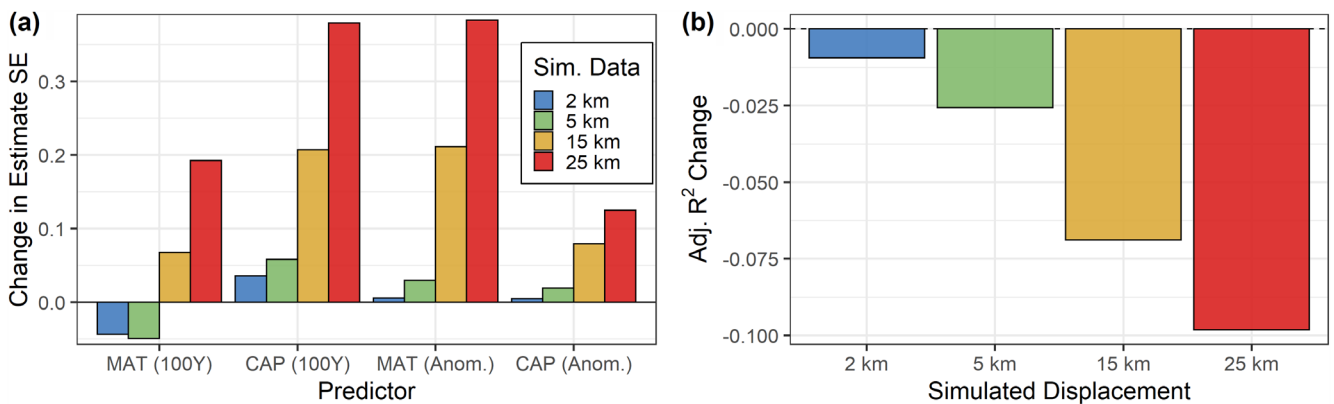 (a)
Change in Estimate SE
0.3
0.2
0.1
0.0
Sim. Data
2 km
5 km
15 km
25 km
MAT (100Y) CAP (100Y) MAT (Anom.) CAP (Anom.)
Predictor
(b)
Adj. R² Change
0.000
-0.025
-0.050
-0.075
-0.100
2 km 5 km 15 km 25 km
Simulated Displacement